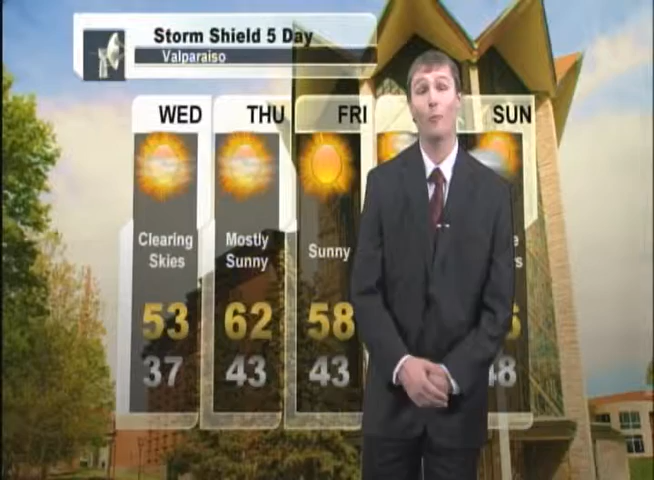 Storm Shield 5 Day
Valparaiso
WED THU FRI SUN
Clearing Skies
Mostly Sunny
Sunny
53 62 58
37 43 43